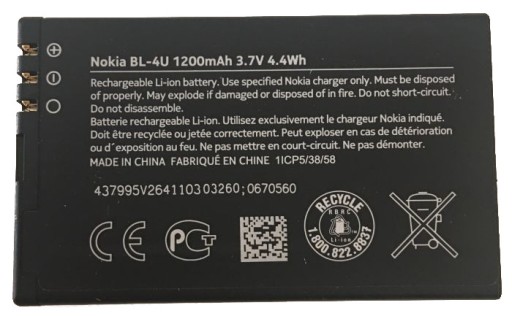 Nokia BL-4U 1200mAh 3.7V 4.4Wh
Rechargeable Li-ion battery. Use specified Nokia charger only. Must be disposed
of properly. May explode if damaged or disposed of in fire. Do not short-circuit.
Do not disassemble.
Batterie rechargeable Li-ion. Utilisez exclusivement le chargeur Nokia indiqué.
Doit être recyclée ou jetée correctement. Peut exploser en cas de détérioration
ou d´exposition au feu. Ne pas mettre en court-circuit. Ne pas démonter.
MADE IN CHINA FABRIQUÉ EN CHINE 1ICP5/38/58
437995V264110303260;0670560
CE
РСТ
RECYCLE
RBRC
Li-ion
1.800.822.8837